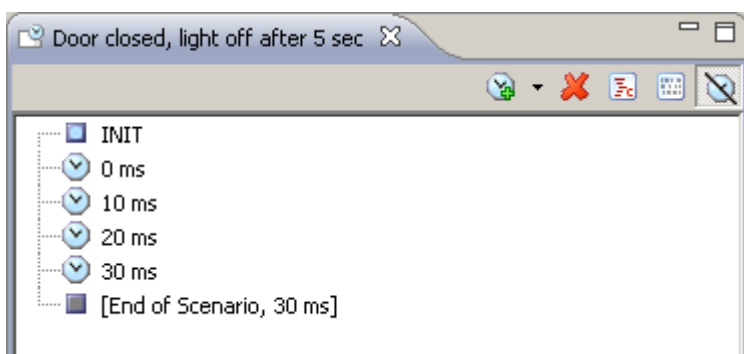 Door closed, light off after 5 sec
INIT
0 ms
10 ms
20 ms
30 ms
[End of Scenario, 30 ms]